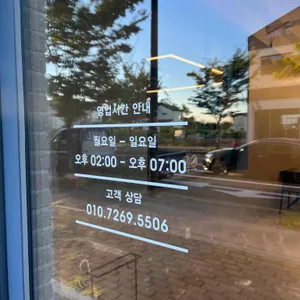 영업시간 안내
월요일 - 일요일
오후 02:00 - 오후 07:00
고객 상담
010.7269.5506